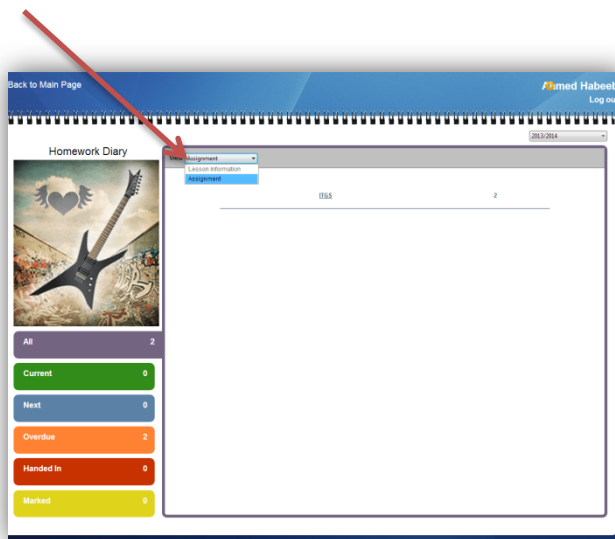 Back to Main Page
Ahmed Habeeb
Log ou
2013/2014
Homework Diary
View Assignment
Lesson Information
Assignment
ITG5 2
All 2
Current 0
Next 0
Overdue 2
Handed In 0
Marked 0